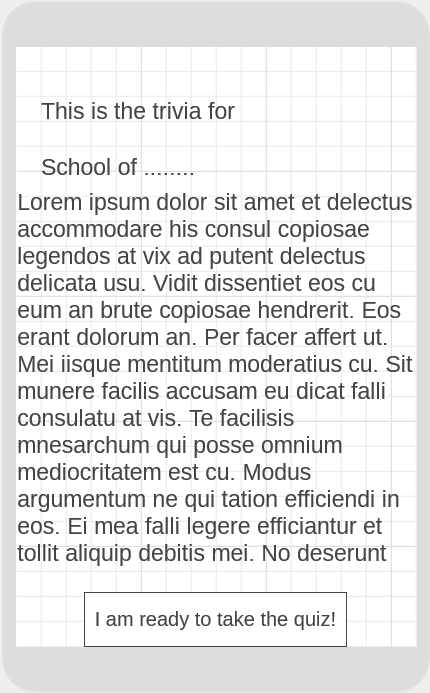 This is the trivia for
School of ........
Lorem ipsum dolor sit amet et delectus
accommodare his consul copiosae
legendos at vix ad putent delectus
delicata usu. Vidit dissentiet eos cu
eum an brute copiosae hendrerit. Eos
erant dolorum an. Per facer affert ut.
Mei iisque mentitum moderatius cu. Sit
munere facilis accusam eu dicat falli
consulatu at vis. Te facilisis
mnesarchum qui posse omnium
mediocritatem est cu. Modus
argumentum ne qui tation efficiendi in
eos. Ei mea falli legere efficiantur et
tollit aliquip debitis mei. No deserunt
I am ready to take the quiz!